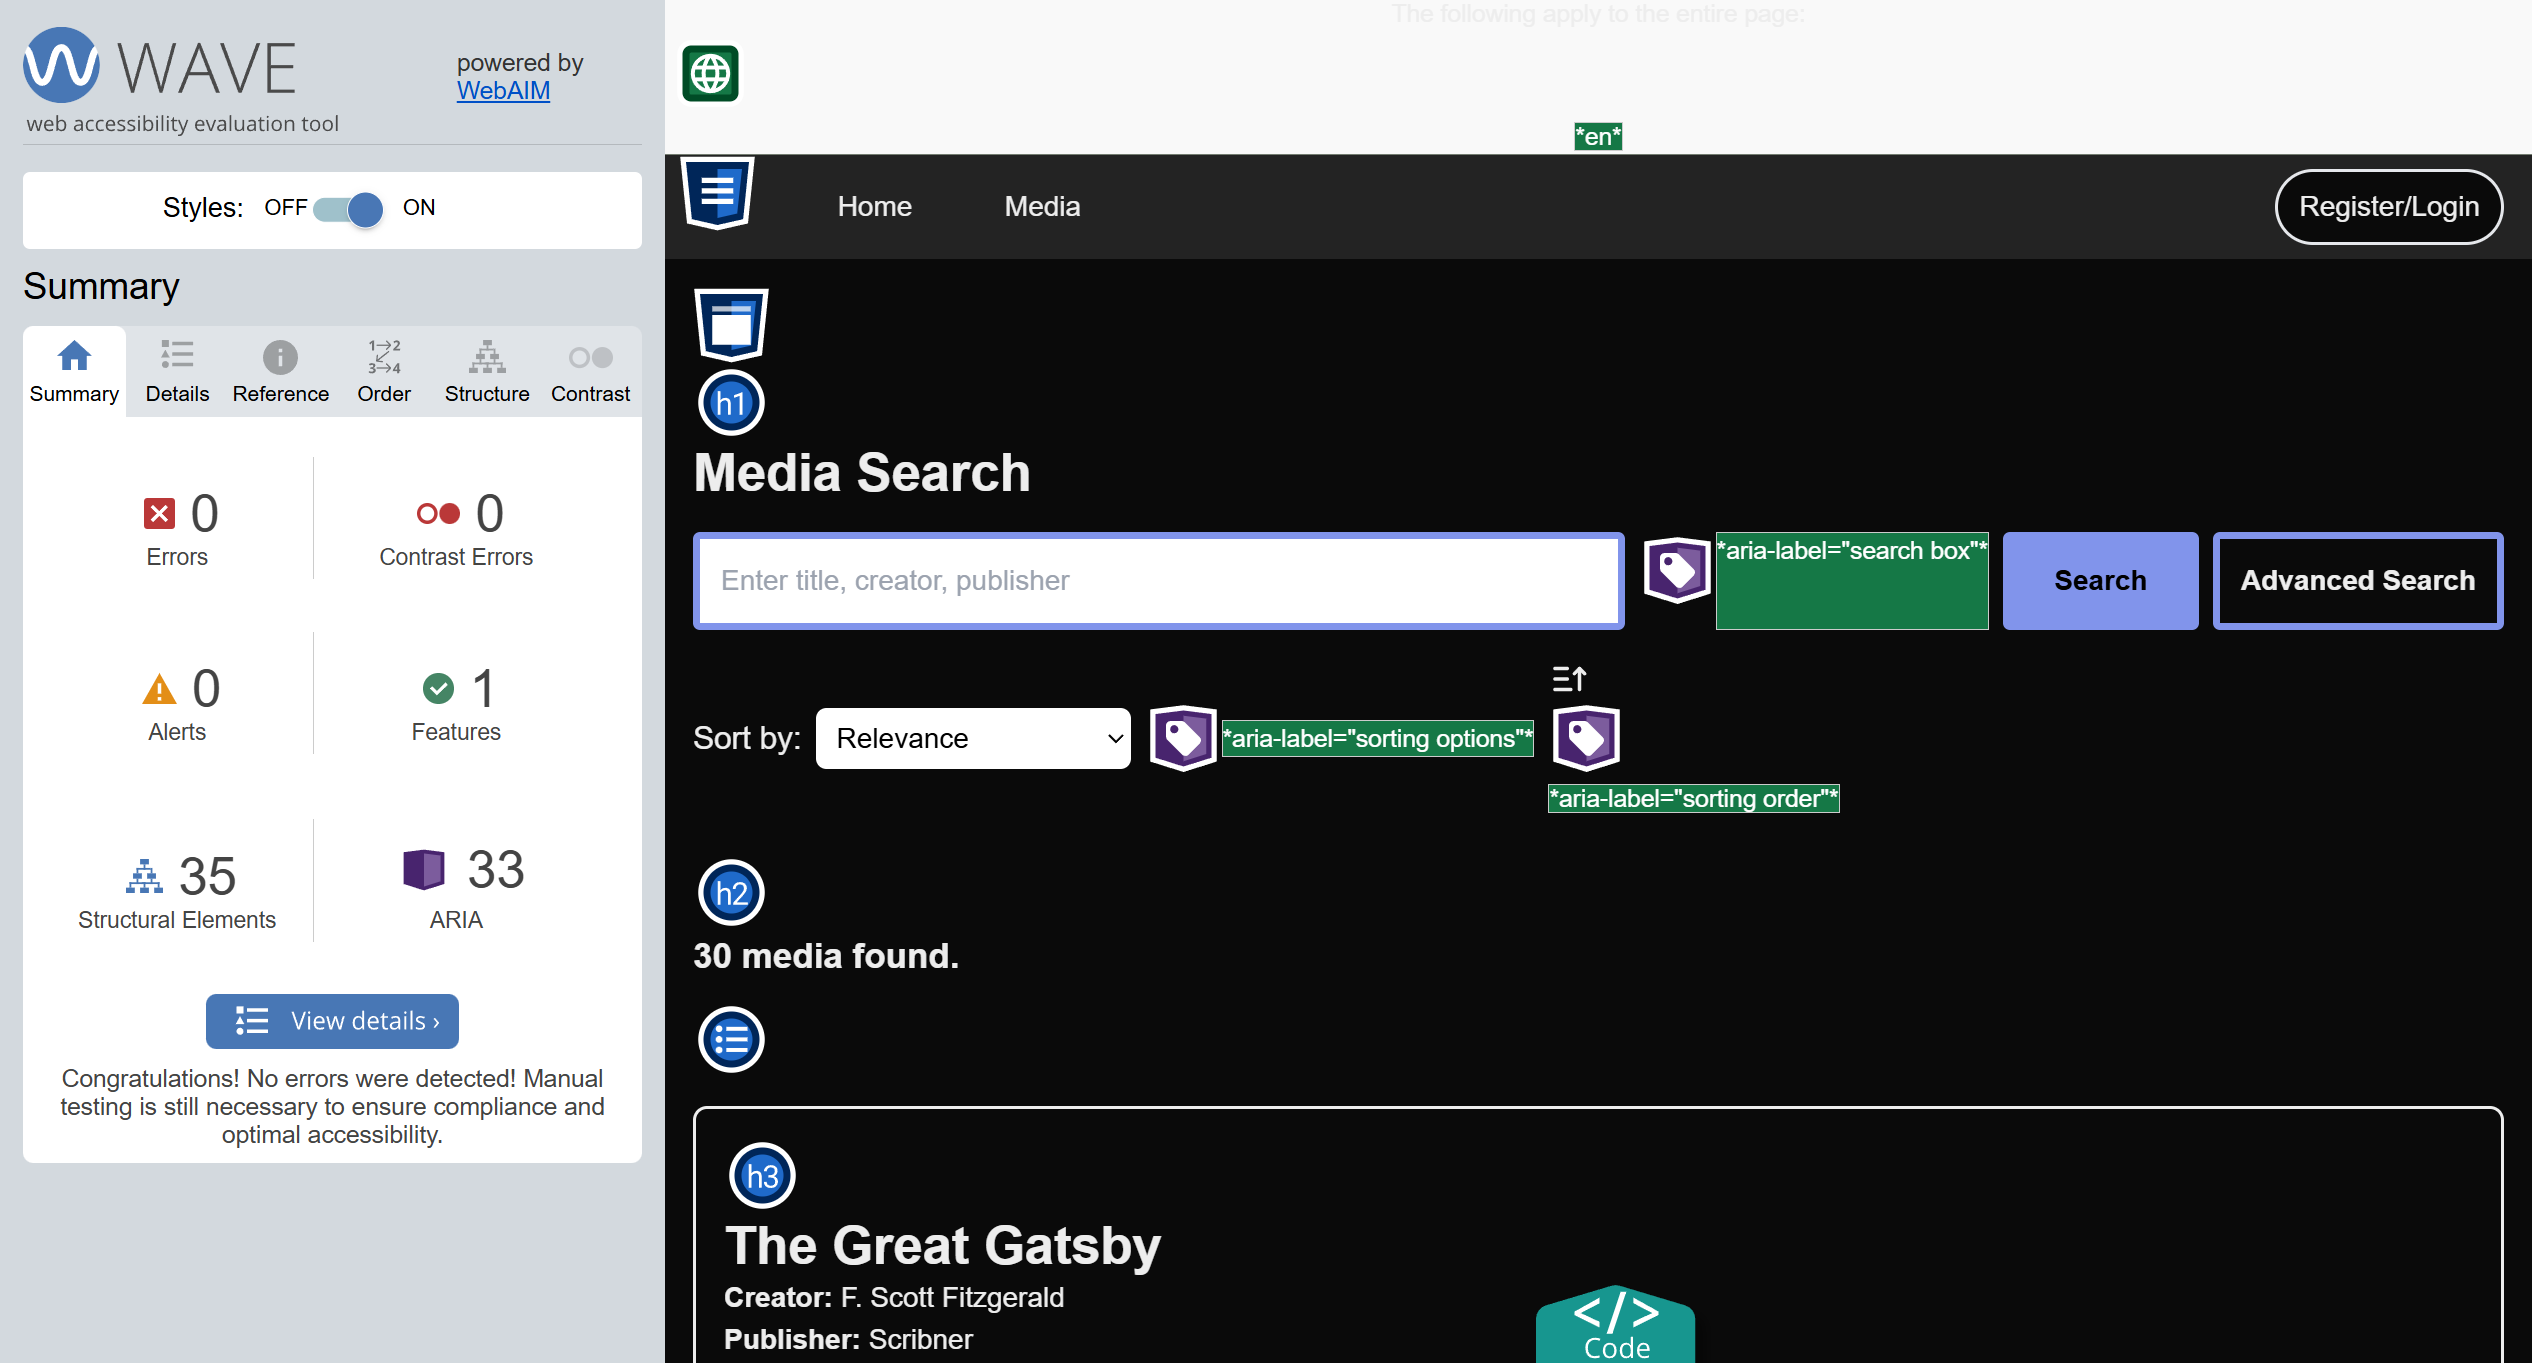 WAVE
powered by
WebAIM
web accessibility evaluation tool
Styles: OFF ON
Summary
Summary
Details
Reference
1→2
3→4
Order
Structure
Contrast
0
Errors
0
Contrast Errors
0
Alerts
1
Features
35
Structural Elements
33
ARIA
View details ›
Congratulations! No errors were detected! Manual
testing is still necessary to ensure compliance and
optimal accessibility.
The following apply to the entire page:
*en*
Home
Media
Register/Login
h1
Media Search
Enter title, creator, publisher
*aria-label="search box"*
Search
Advanced Search
Sort by:
Relevance
*aria-label="sorting options"*
*aria-label="sorting order"*
h2
30 media found.
h3
The Great Gatsby
Creator: F. Scott Fitzgerald
Publisher: Scribner
</>
Code